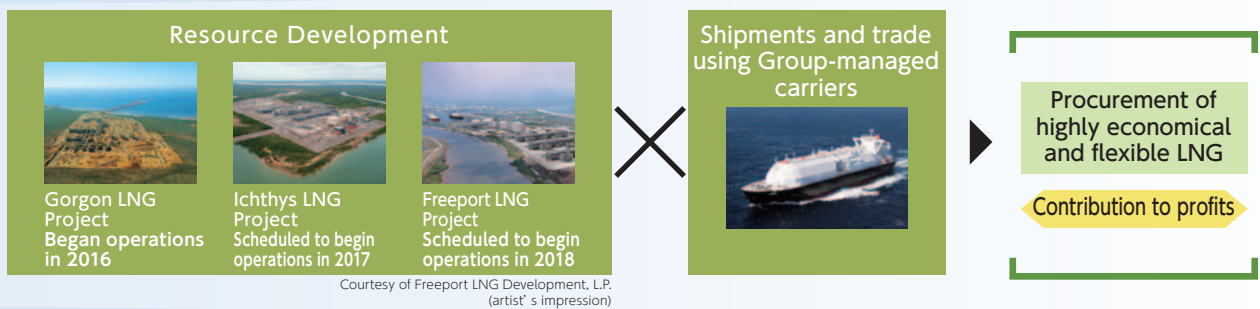 Resource Development
Gorgon LNG
Project
Began operations
in 2016
Ichthys LNG
Project
Scheduled to begin
operations in 2017
Freeport LNG
Project
Scheduled to begin
operations in 2018
Courtesy of Freeport LNG Development, L.P.
(artist’s impression)
Shipments and trade
using Group-managed
carriers
Procurement of
highly economical
and flexible LNG
Contribution to profits